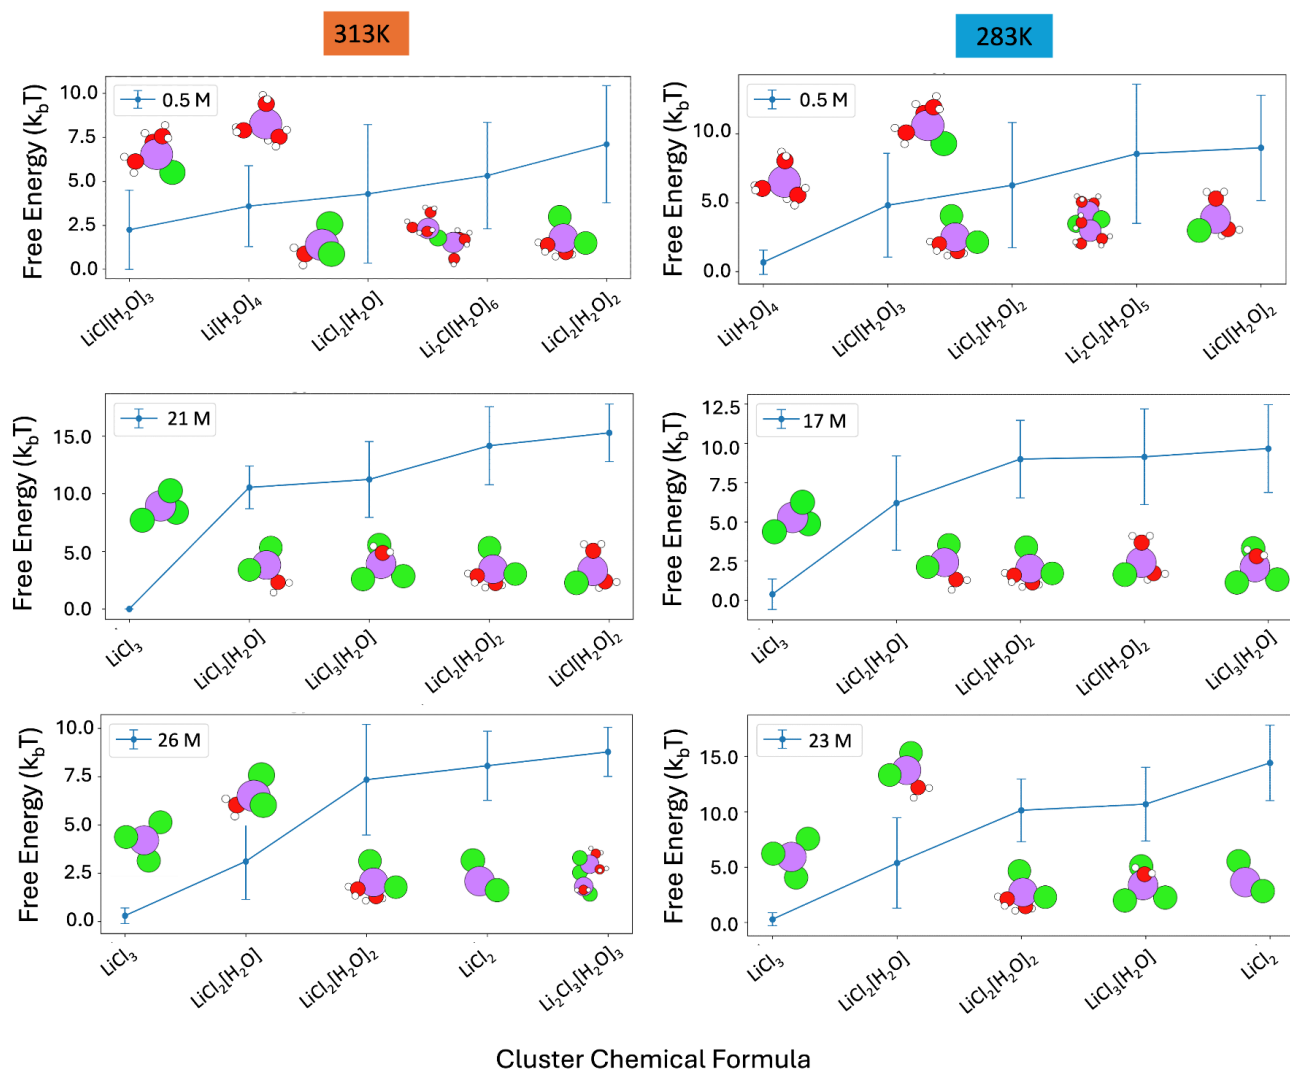 313K
283K
Free Energy (k_bT)
10.0
7.5
5.0
2.5
0.0
0.5 M
LiCl[H₂O]₃
Li[H₂O]₄
LiCl₂[H₂O]
Li₂Cl[H₂O]₆
LiCl₂[H₂O]₂
Free Energy (k_bT)
10.0
5.0
0.0
0.5 M
Li[H₂O]₄
LiCl[H₂O]₃
LiCl₂[H₂O]₂
Li₂Cl₂[H₂O]₅
LiCl[H₂O]₂
Free Energy (k_bT)
15.0
10.0
5.0
0.0
21 M
LiCl₃
LiCl₂[H₂O]
LiCl₃[H₂O]
LiCl₂[H₂O]₂
LiCl[H₂O]₂
Free Energy (k_bT)
12.5
10.0
7.5
5.0
2.5
0.0
17 M
LiCl₃
LiCl₂[H₂O]
LiCl₂[H₂O]₂
LiCl[H₂O]₂
LiCl₃[H₂O]
Free Energy (k_bT)
10.0
7.5
5.0
2.5
0.0
26 M
LiCl₃
LiCl₂[H₂O]
LiCl₂[H₂O]₂
LiCl₂
Li₂Cl₃[H₂O]₃
Free Energy (k_bT)
15.0
10.0
5.0
0.0
23 M
LiCl₃
LiCl₂[H₂O]
LiCl₂[H₂O]₂
LiCl₃[H₂O]
LiCl₂
Cluster Chemical Formula